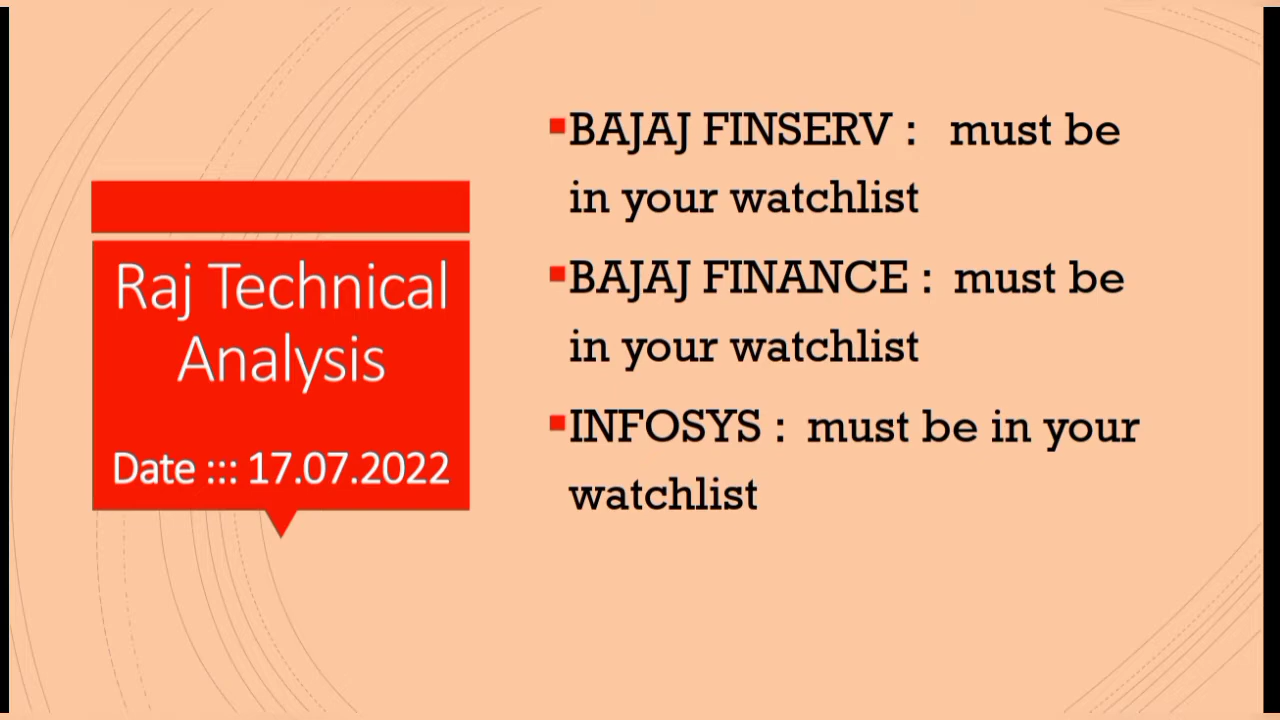 Raj Technical
Analysis
Date ::: 17.07.2022
BAJAJ FINSERV : must be
in your watchlist
BAJAJ FINANCE : must be
in your watchlist
INFOSYS : must be in your
watchlist